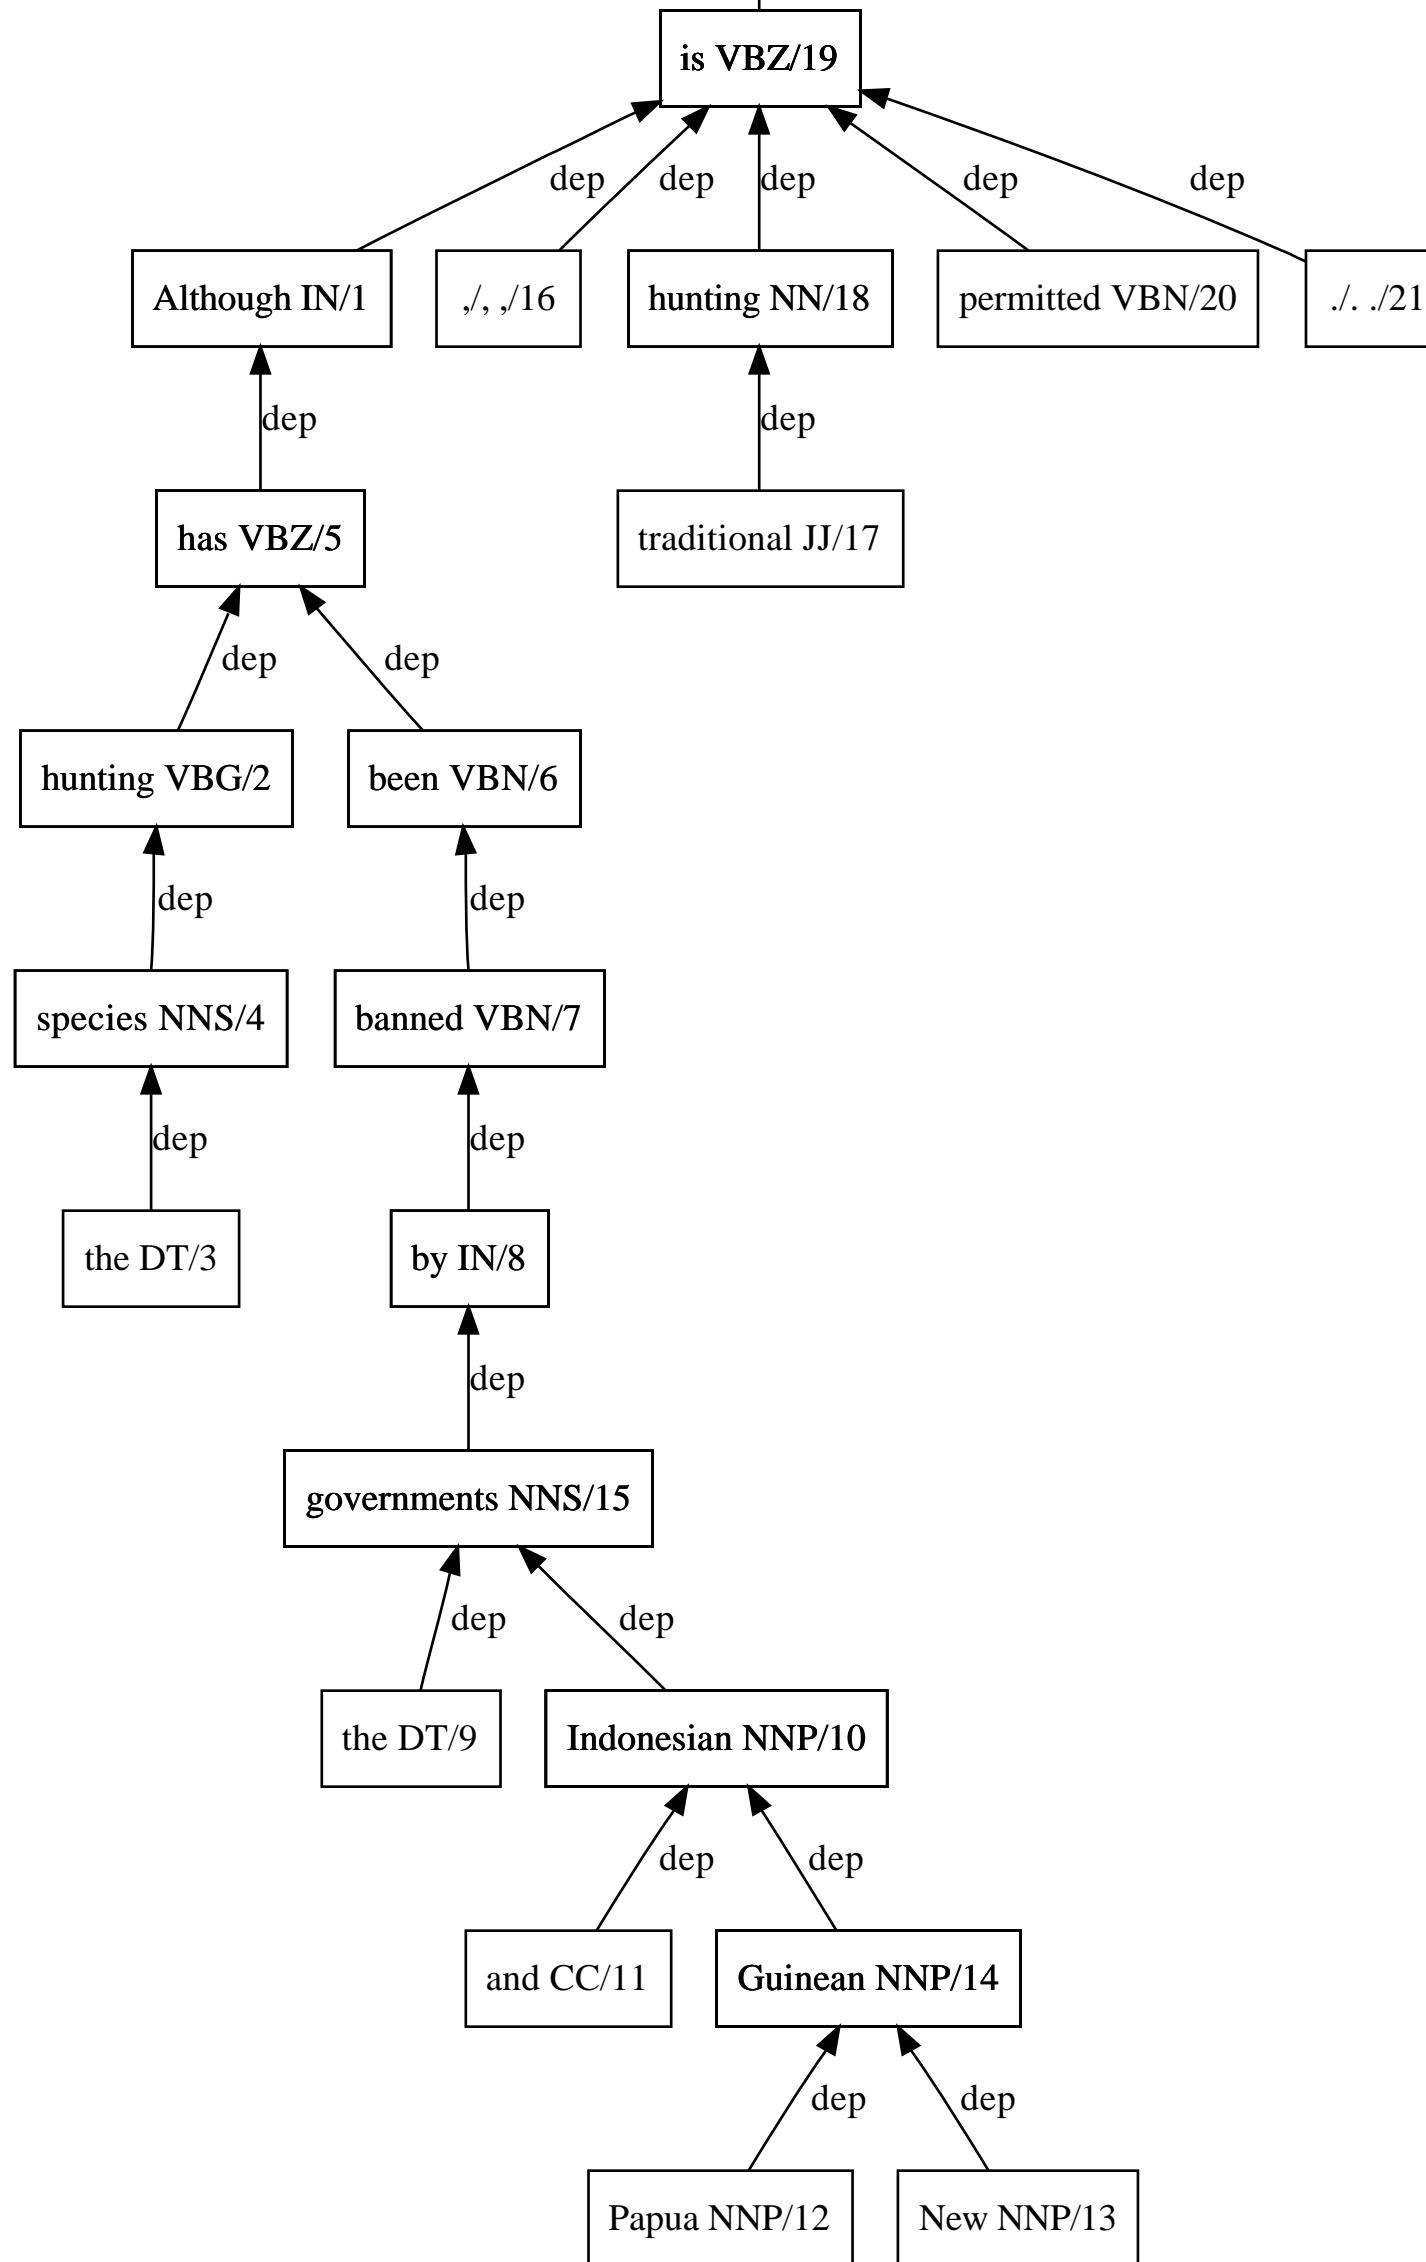 is VBZ/19
dep dep dep dep dep
Although IN/1 ,/, ,/16 hunting NN/18 permitted VBN/20 ./. ./21
dep dep
has VBZ/5 traditional JJ/17
dep dep
hunting VBG/2 been VBN/6
dep dep
species NNS/4 banned VBN/7
dep dep
the DT/3 by IN/8
dep
governments NNS/15
dep dep
the DT/9 Indonesian NNP/10
dep dep
and CC/11 Guinean NNP/14
dep dep
Papua NNP/12 New NNP/13